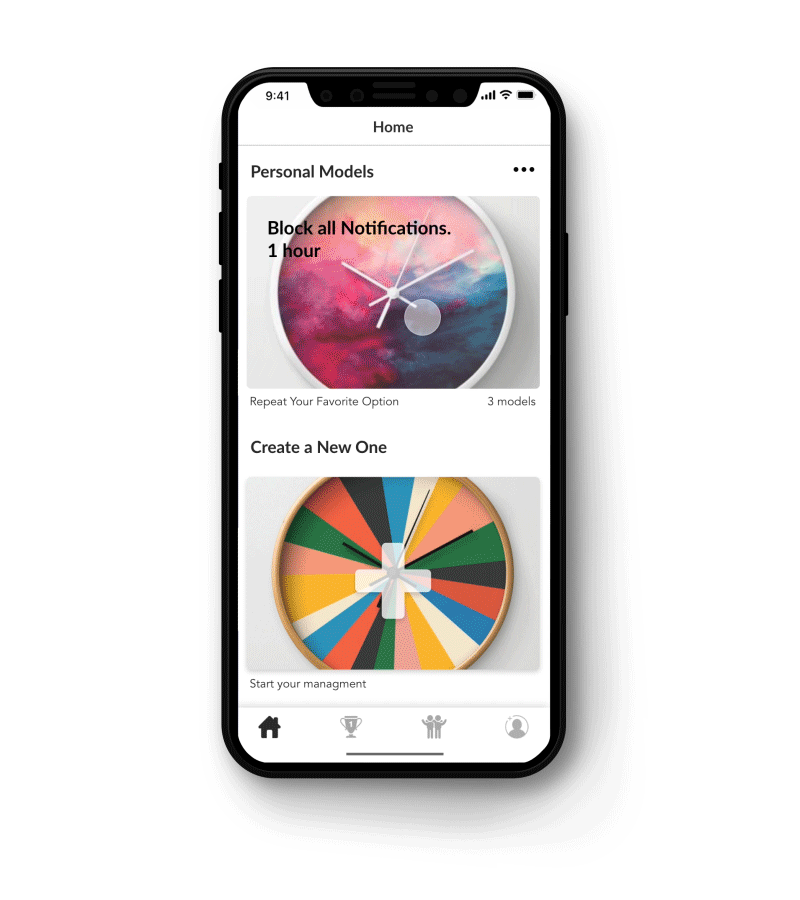 9:41
Home
Personal Models
Block all Notifications.
1 hour
Repeat Your Favorite Option
3 models
Create a New One
Start your managment
1